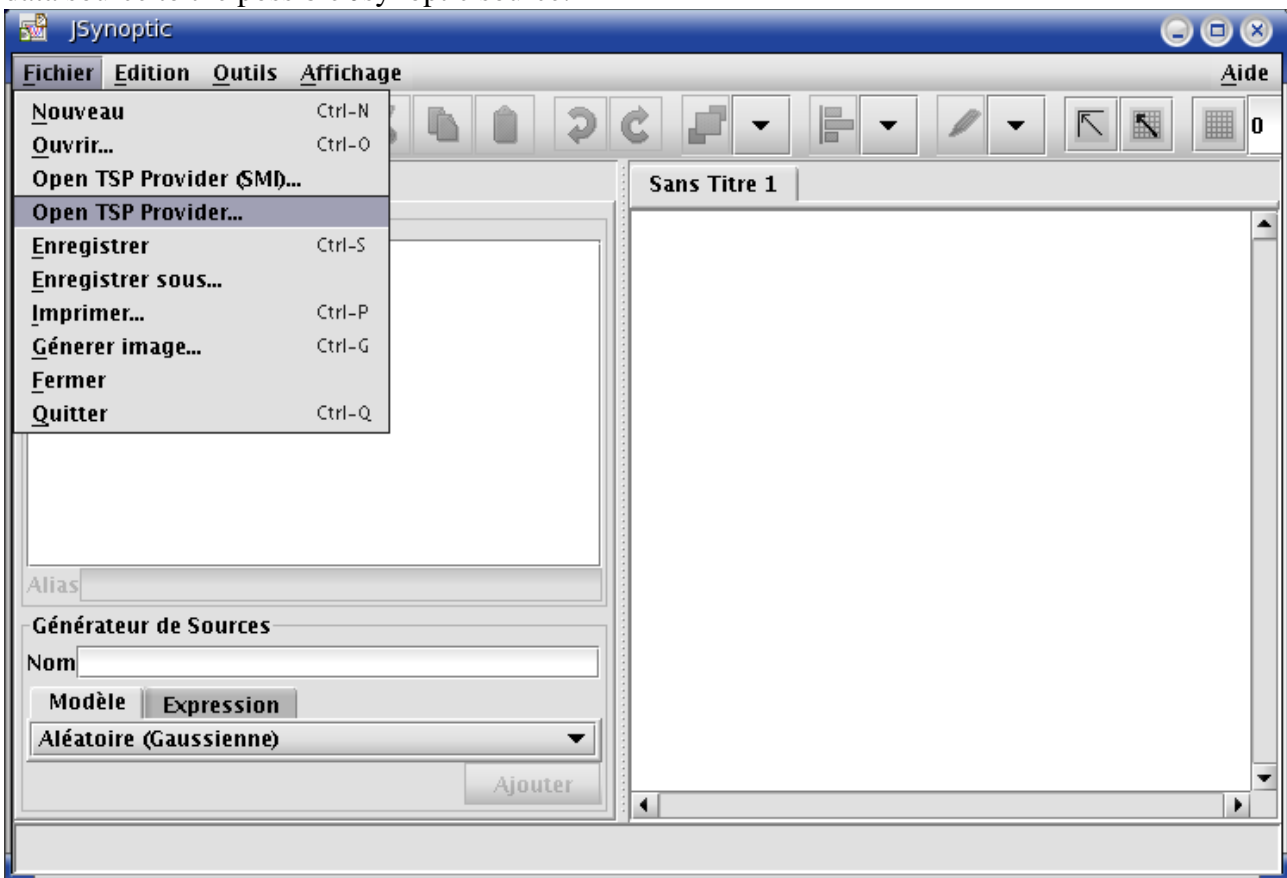 JSynoptic
Fichier Edition Outils Affichage Aide
Nouveau Ctrl-N
Ouvrir... Ctrl-O
Open TSP Provider (SMI)...
Open TSP Provider...
Enregistrer Ctrl-S
Enregistrer sous...
Imprimer... Ctrl-P
Génerer image... Ctrl-G
Fermer
Quitter Ctrl-Q
0
Sans Titre 1
Alias
Générateur de Sources
Nom
Modèle Expression
Aléatoire (Gaussienne)
Ajouter